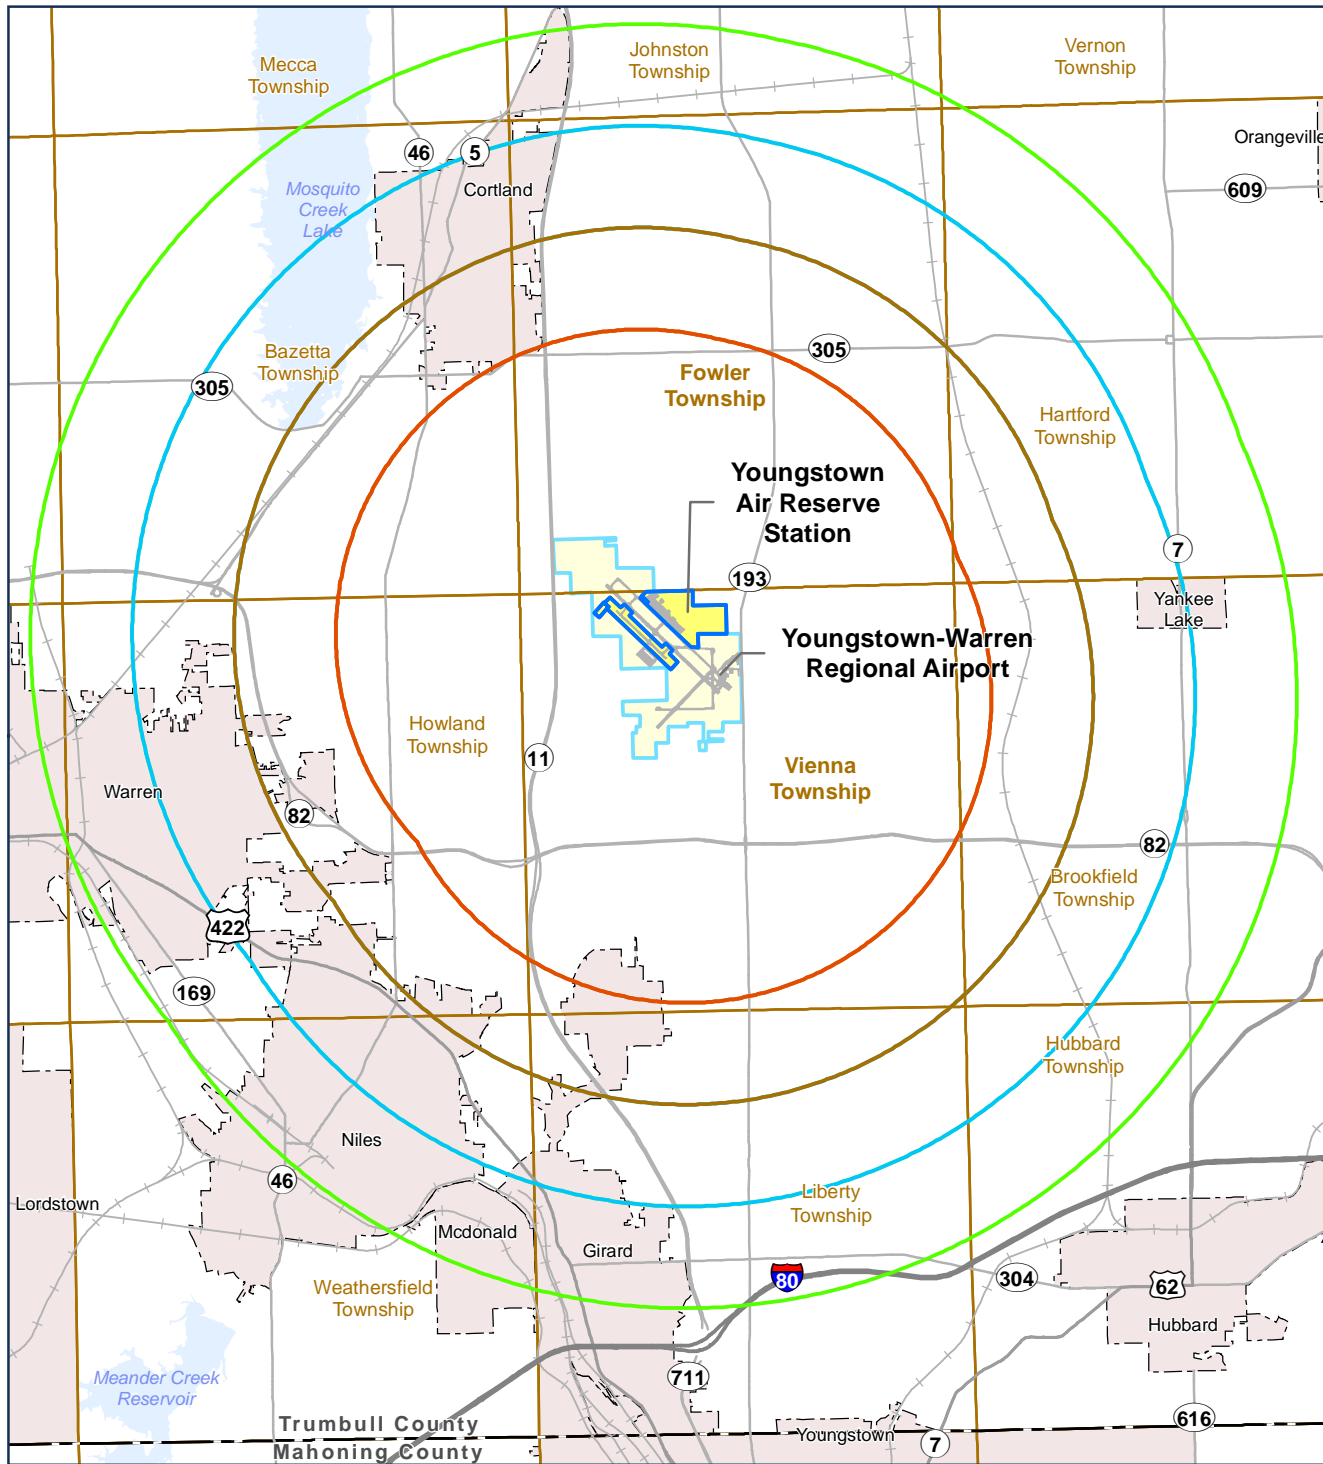 Mecca
Township
Johnston
Township
Vernon
Township
Orangeville
46
5
609
Mosquito
Creek
Lake
Cortland
Bazetta
Township
305
305
Fowler
Township
Hartford
Township
Youngstown
Air Reserve
Station
7
193
Yankee
Lake
Youngstown-Warren
Regional Airport
Howland
Township
11
Vienna
Township
Warren
82
82
Brookfield
Township
422
169
Hubbard
Township
Niles
46
Lordstown
Liberty
Township
Mcdonald
Girard
80
304
62
Weathersfield
Township
Hubbard
Meander Creek
Reservoir
711
616
Trumbull County
Mahoning County
Youngstown
7